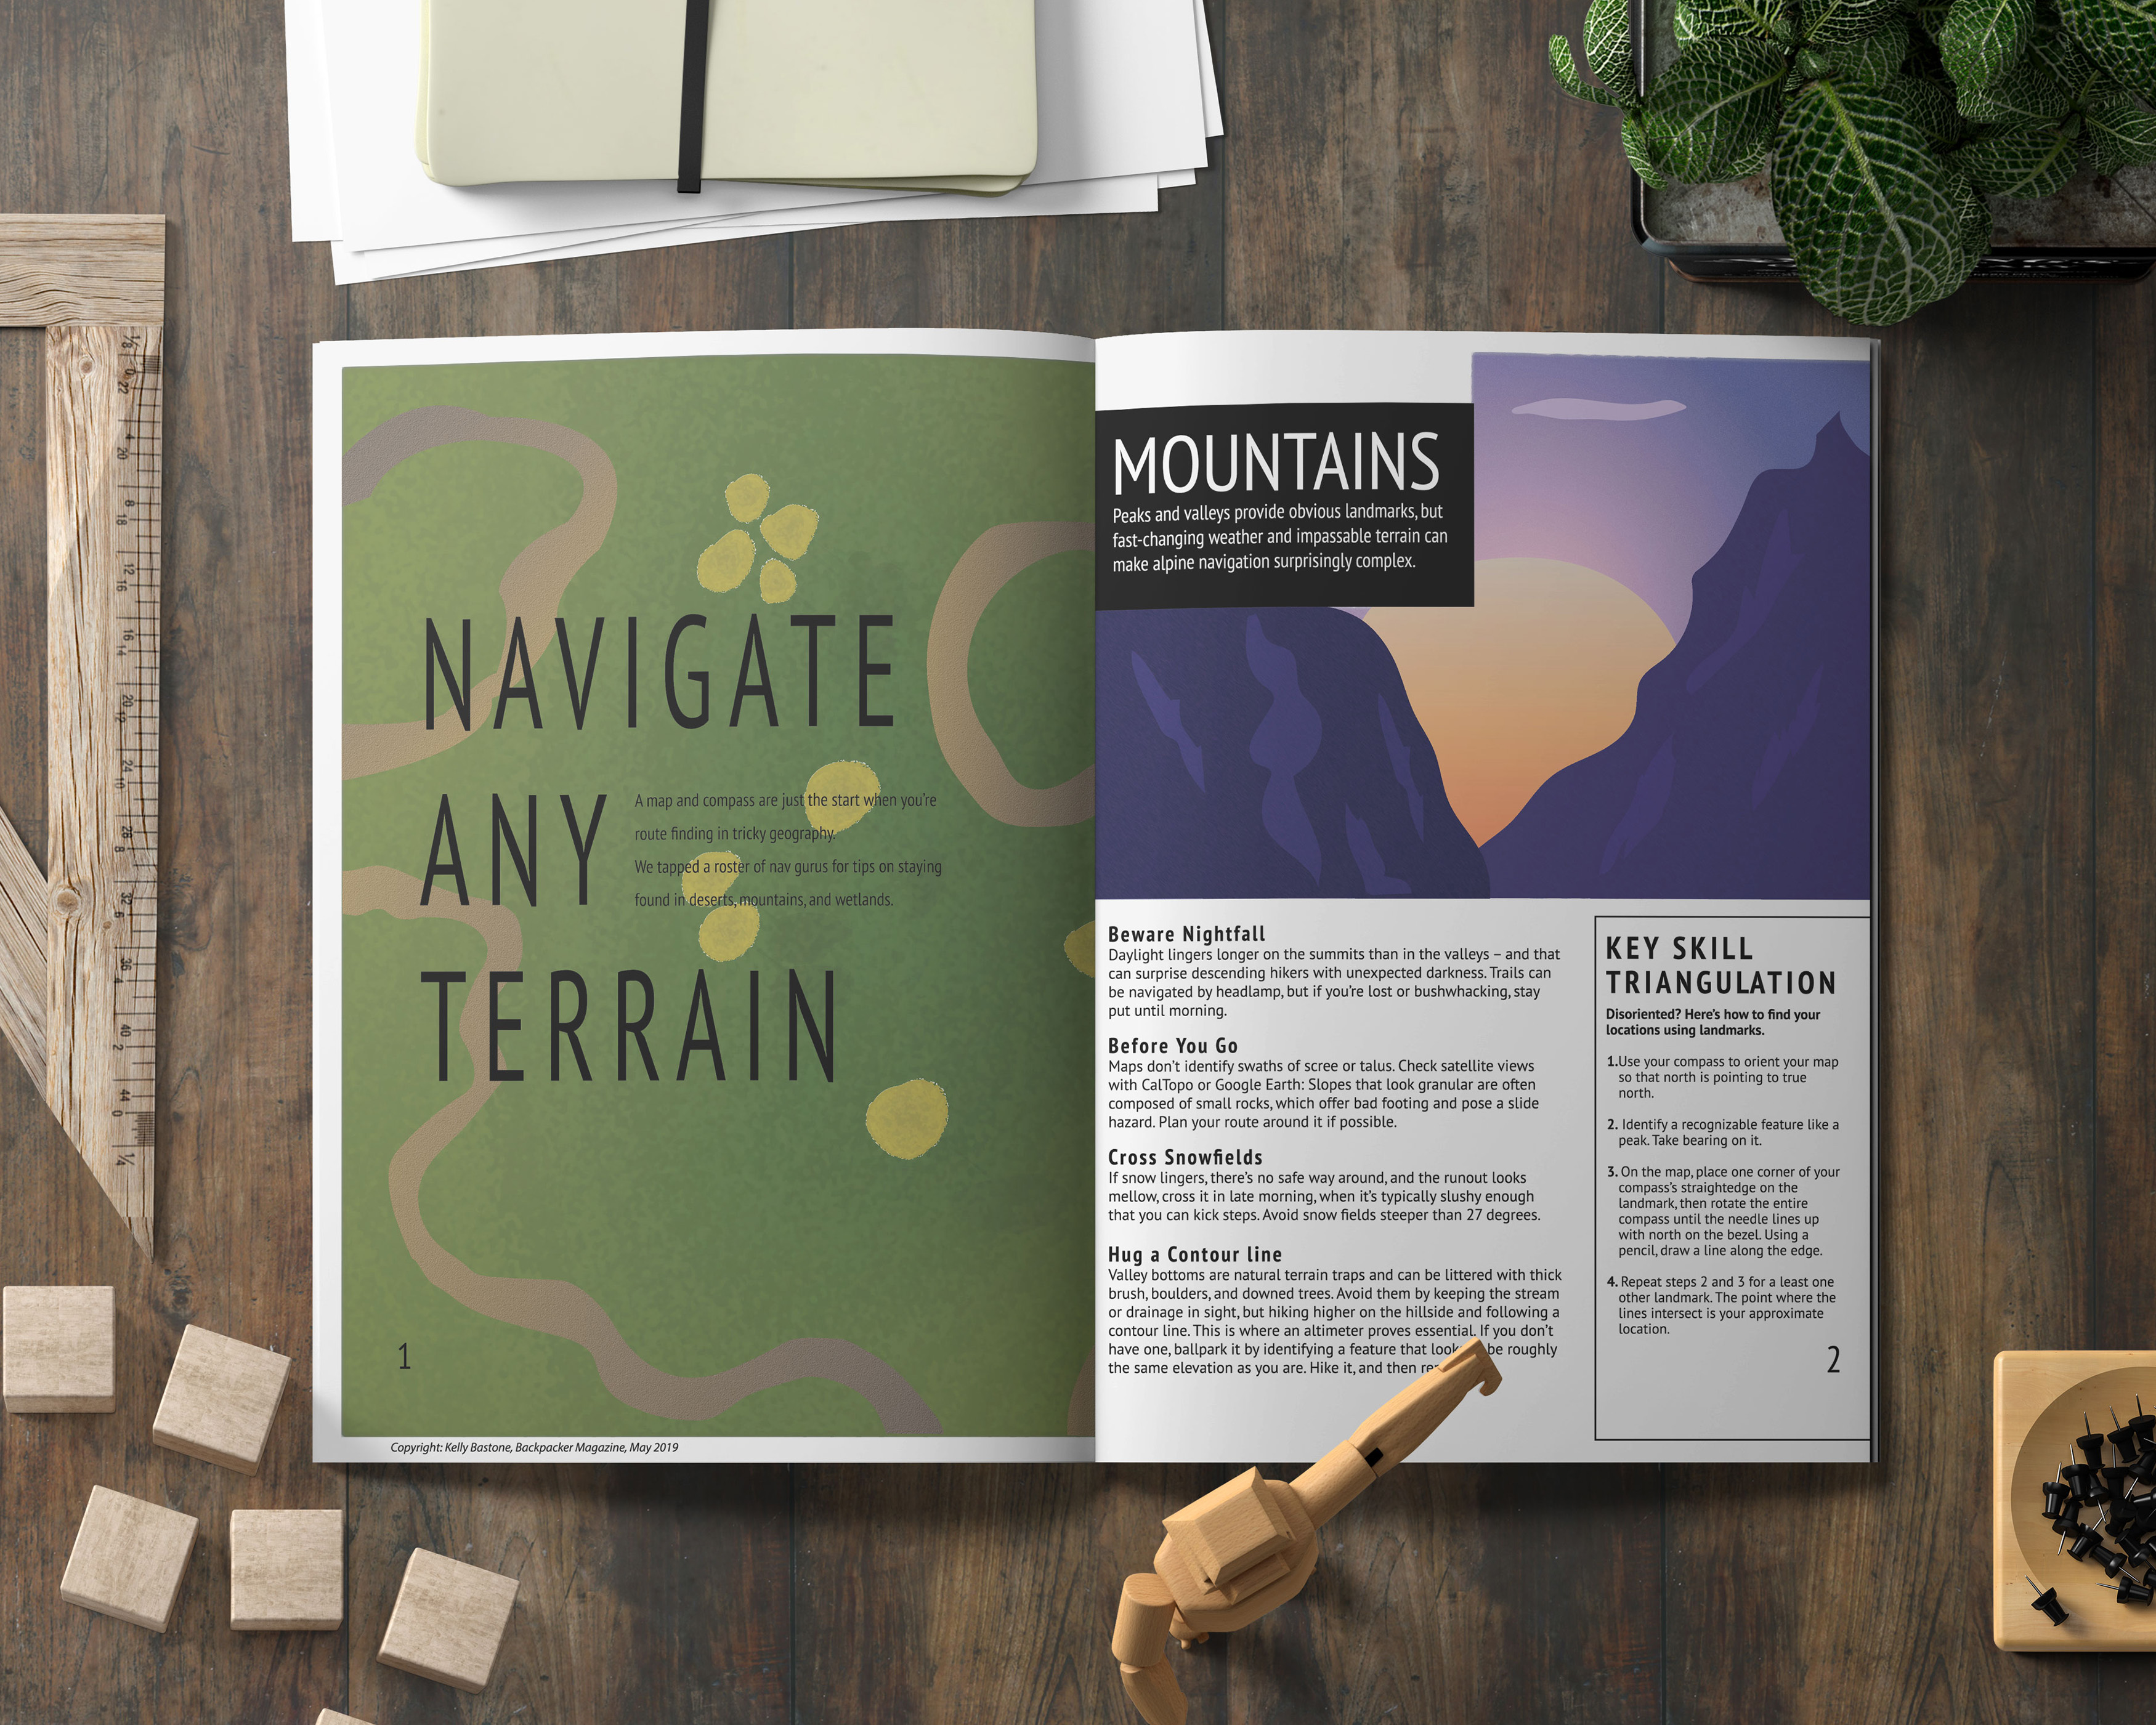 NAVIGATE
ANY
TERRAIN
A map and compass are just the start when you're
route finding in tricky geography.
We tapped a roster of nav gurus for tips on staying
found in deserts, mountains, and wetlands.
1
Copyright: Kelly Bastone, Backpacker Magazine, May 2019
MOUNTAINS
Peaks and valleys provide obvious landmarks, but
fast-changing weather and impassable terrain can
make alpine navigation surprisingly complex.
Beware Nightfall
Daylight lingers longer on the summits than in the valleys – and that
can surprise descending hikers with unexpected darkness. Trails can
be navigated by headlamp, but if you're lost or bushwhacking, stay
put until morning.
Before You Go
Maps don't identify swaths of scree or talus. Check satellite views
with CalTopo or Google Earth: Slopes that look granular are often
composed of small rocks, which offer bad footing and pose a slide
hazard. Plan your route around it if possible.
Cross Snowfields
If snow lingers, there's no safe way around, and the runout looks
mellow, cross it in late morning, when it's typically slushy enough
that you can kick steps. Avoid snow fields steeper than 27 degrees.
Hug a Contour line
Valley bottoms are natural terrain traps and can be littered with thick
brush, boulders, and downed trees. Avoid them by keeping the stream
or drainage in sight, but hiking higher on the hillside and following a
contour line. This is where an altimeter proves essential. If you don't
have one, ballpark it by identifying a feature that be roughly
the same elevation as you are. Hike it, and then
KEY SKILL
TRIANGULATION
Disoriented? Here's how to find your
locations using landmarks.
1.Use your compass to orient your map
so that north is pointing to true
north.
2. Identify a recognizable feature like a
peak. Take bearing on it.
3. On the map, place one corner of your
compass's straightedge on the
landmark, then rotate the entire
compass until the needle lines up
with north on the bezel. Using a
pencil, draw a line along the edge.
4. Repeat steps 2 and 3 for a least one
other landmark. The point where the
lines intersect is your approximate
location.
2